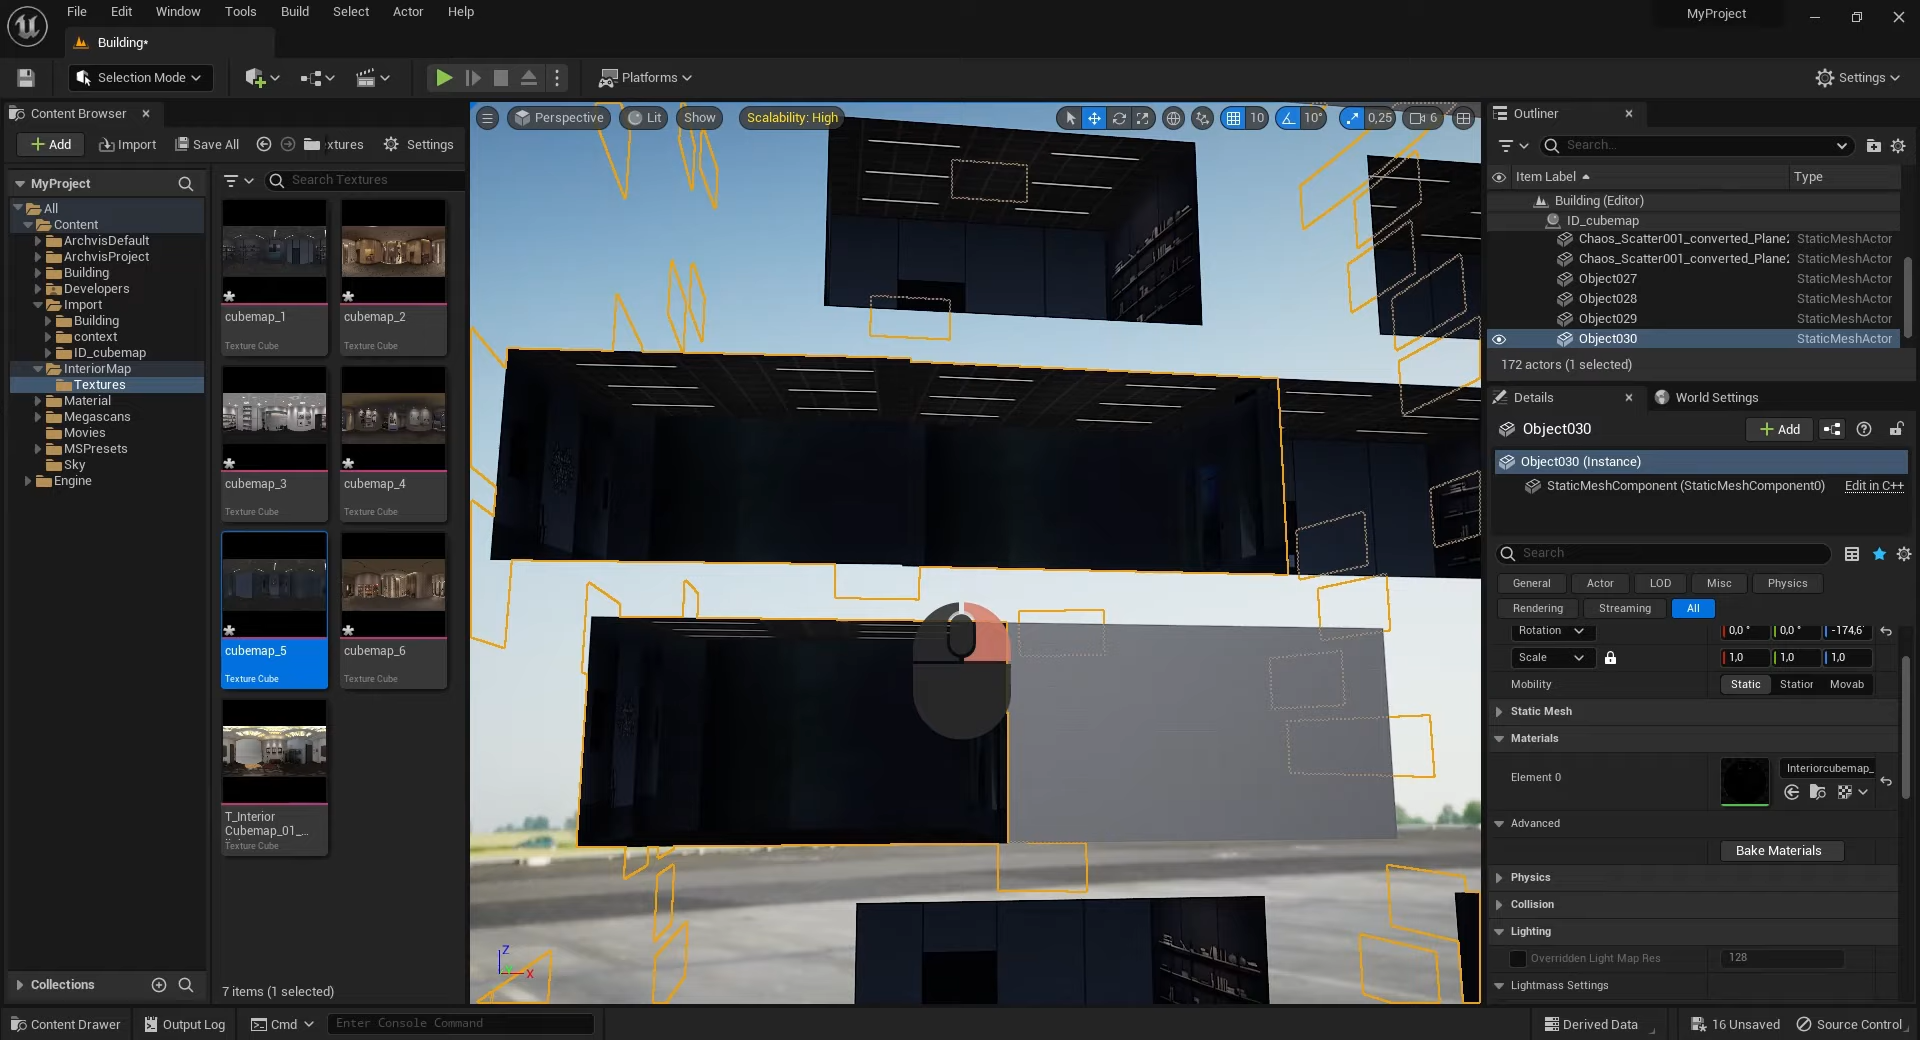 File Edit Window Tools Build Select Actor Help
MyProject
Building*
Selection Mode
Platforms
Settings
Content Browser
Add Import Save All xtures Settings
MyProject
Search Textures
All
Content
ArchvisDefault
ArchvisProject
Building
Developers
Import
Building
context
ID_cubemap
InteriorMap
Textures
Material
Megascans
Movies
MSPresets
Sky
Engine
Collections
cubemap_1
Texture Cube
cubemap_2
Texture Cube
cubemap_3
Texture Cube
cubemap_4
Texture Cube
cubemap_5
Texture Cube
cubemap_6
Texture Cube
T_Interior
Cubemap_01_...
Texture Cube
7 items (1 selected)
Perspective Lit Show Scalability: High 10 10° 0,25 6
Z
X
Outliner
Search...
Item Label Type
Building (Editor)
ID_cubemap
Chaos_Scatter001_converted_Plane2 StaticMeshActor
Chaos_Scatter001_converted_Plane2 StaticMeshActor
Object027 StaticMeshActor
Object028 StaticMeshActor
Object029 StaticMeshActor
Object030 StaticMeshActor
172 actors (1 selected)
Details World Settings
Object030 Add
Object030 (Instance)
StaticMeshComponent (StaticMeshComponent0) Edit in C++
Search
General Actor LOD Misc Physics
Rendering Streaming All
Rotation 0,0 ° 0,0 ° -174,6
Scale 1,0 1,0 1,0
Mobility Static Station Movab
Static Mesh
Materials
Element 0 Interiorcubemap_
Advanced
Bake Materials
Physics
Collision
Lighting
Overridden Light Map Res 128
Lightmass Settings
Content Drawer Output Log Cmd Enter Console Command Derived Data 16 Unsaved Source Control